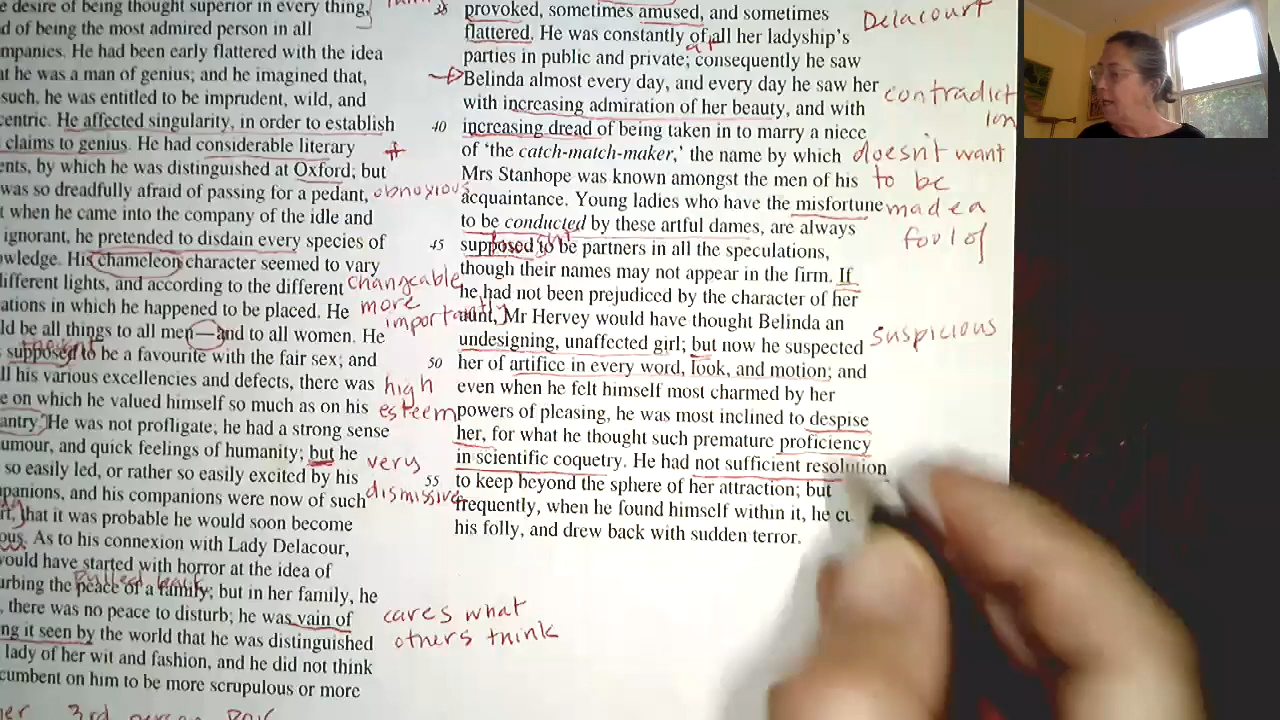 e desire of being thought superior in every thing,
d of being the most admired person in all
mpanies. He had been early flattered with the idea
at he was a man of genius; and he imagined that,
such, he was entitled to be imprudent, wild, and
centric. He affected singularity, in order to establish
claims to genius. He had considerable literary
ents, by which he was distinguished at Oxford; but
was so dreadfully afraid of passing for a pedant, obnoxious
t when he came into the company of the idle and
ignorant, he pretended to disdain every species of
owledge. His chameleon character seemed to vary
ifferent lights, and according to the different changeable
ations in which he happened to be placed. He more
importantly
ld be all things to all men—and to all women. He
thought
supposed to be a favourite with the fair sex; and
ll his various excellencies and defects, there was high
e on which he valued himself so much as on his esteem
antry. He was not profligate; he had a strong sense
umour, and quick feelings of humanity; but he very
so easily led, or rather so easily excited by his
dismissive
npanions, and his companions were now of such
rt, that it was probable he would soon become
ous. As to his connexion with Lady Delacour,
vould have started with horror at the idea of
urbing the peace of a family; but in her family, he
, there was no peace to disturb; he was vain of cares what
ng it seen by the world that he was distinguished others think
lady of her wit and fashion, and he did not think
cumbent on him to be more scrupulous or more
3rd person
35 provoked, sometimes amused, and sometimes Delacourt
flattered. He was constantly of all her ladyship's
at
parties in public and private; consequently he saw
Belinda almost every day, and every day he saw her contradict
ion
with increasing admiration of her beauty, and with
40 increasing dread of being taken in to marry a niece
of 'the catch-match-maker,' the name by which doesn't want
Mrs Stanhope was known amongst the men of his to be
acquaintance. Young ladies who have the misfortune made a
to be conducted by these artful dames, are always fool of
45 supposed to be partners in all the speculations,
though their names may not appear in the firm. If
he had not been prejudiced by the character of her
aunt, Mr Hervey would have thought Belinda an suspicious
undesigning, unaffected girl; but now he suspected
50 her of artifice in every word, look, and motion; and
even when he felt himself most charmed by her
powers of pleasing, he was most inclined to despise
her, for what he thought such premature proficiency
in scientific coquetry. He had not sufficient resolution
55 to keep beyond the sphere of her attraction; but
frequently, when he found himself within it, he cu
his folly, and drew back with sudden terror.